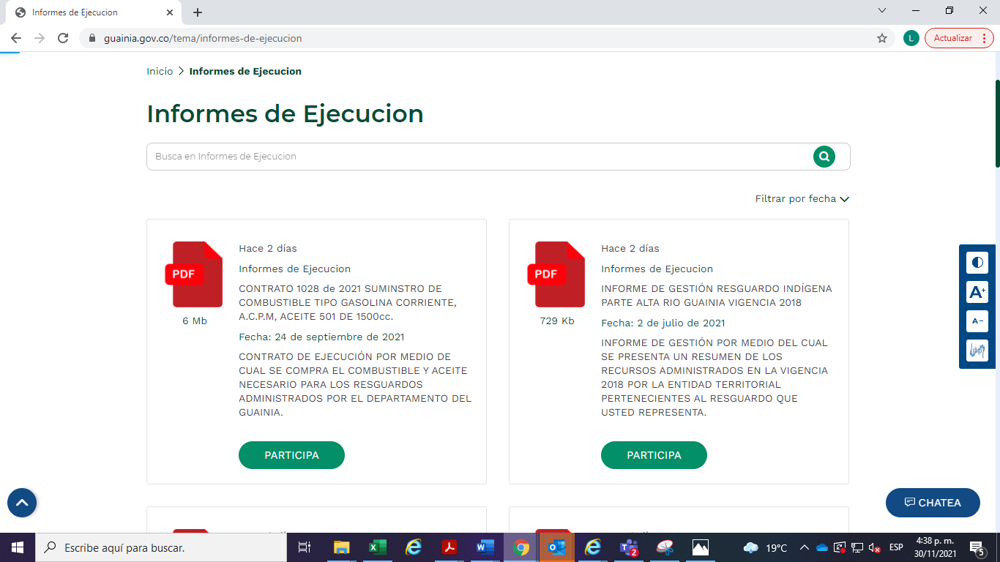 Informes de Ejecucion
guainia.gov.co/tema/informes-de-ejecucion
L
Actualizar
Inicio > Informes de Ejecucion
Informes de Ejecucion
Busca en Informes de Ejecucion
Filtrar por fecha
PDF
6 Mb
Hace 2 días
Informes de Ejecucion
CONTRATO 1028 de 2021 SUMINSTRO DE
COMBUSTIBLE TIPO GASOLINA CORRIENTE,
A.C.P.M, ACEITE 501 DE 1500cc.
Fecha: 24 de septiembre de 2021
CONTRATO DE EJECUCIÓN POR MEDIO DE
CUAL SE COMPRA EL COMBUSTIBLE Y ACEITE
NECESARIO PARA LOS RESGUARDOS
ADMINISTRADOS POR EL DEPARTAMENTO DEL
GUAINIA.
PARTICIPA
PDF
729 Kb
Hace 2 días
Informes de Ejecucion
INFORME DE GESTIÓN RESGUARDO INDÍGENA
PARTE ALTA RIO GUAINIA VIGENCIA 2018
Fecha: 2 de julio de 2021
INFORME DE GESTIÓN POR MEDIO DEL CUAL
SE PRESENTA UN RESUMEN DE LOS
RECURSOS ADMINISTRADOS EN LA VIGENCIA
2018 POR LA ENTIDAD TERRITORIAL
PERTENECIENTES AL RESGUARDO QUE
USTED REPRESENTA.
PARTICIPA
A+
A-
CHATEA
Escribe aquí para buscar.
2
19°C
ESP
4:38 p. m.
30/11/2021
5